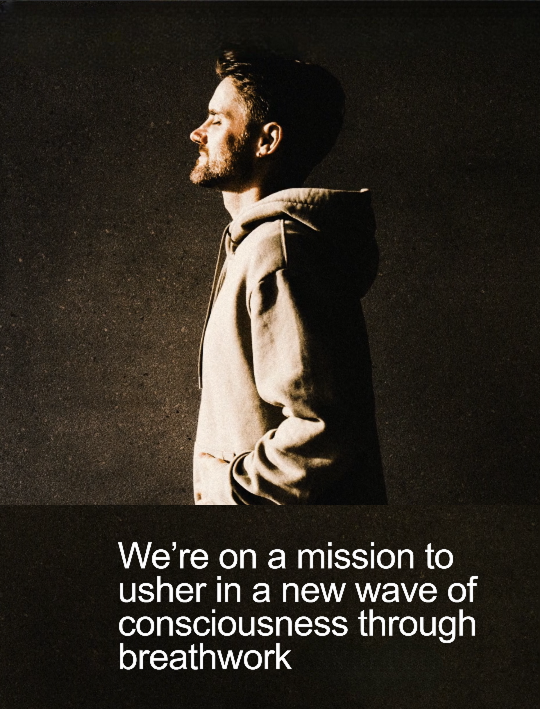 We’re on a mission to
usher in a new wave of
consciousness through
breathwork